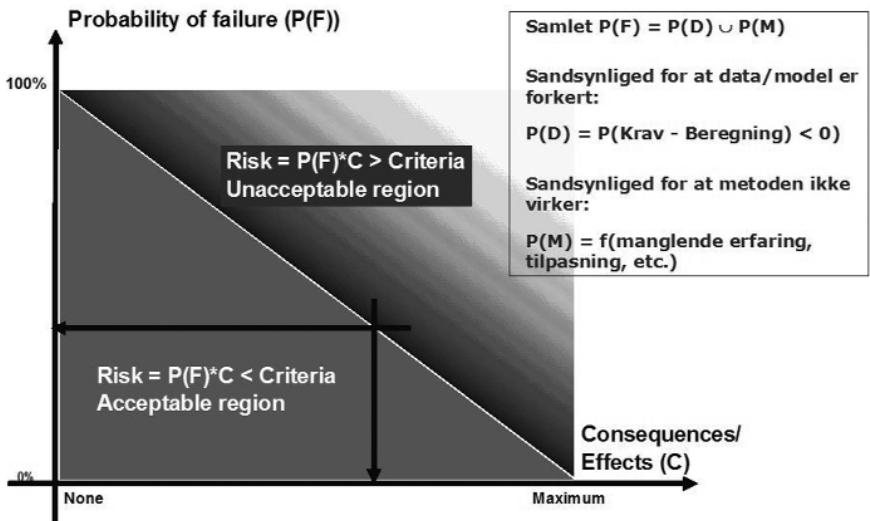 Probability of failure (P(F))
100%
Risk = P(F)*C > Criteria
Unacceptable region
Samlet P(F) = P(D) ∪ P(M)
Sandsynliged for at data/model er
forkert:
P(D) = P(Krav - Beregning) < 0)
Sandsynliged for at metoden ikke
virker:
P(M) = f(manglende erfaring,
tilpasning, etc.)
Risk = P(F)*C < Criteria
Acceptable region
Consequences/
Effects (C)
0%
None
Maximum